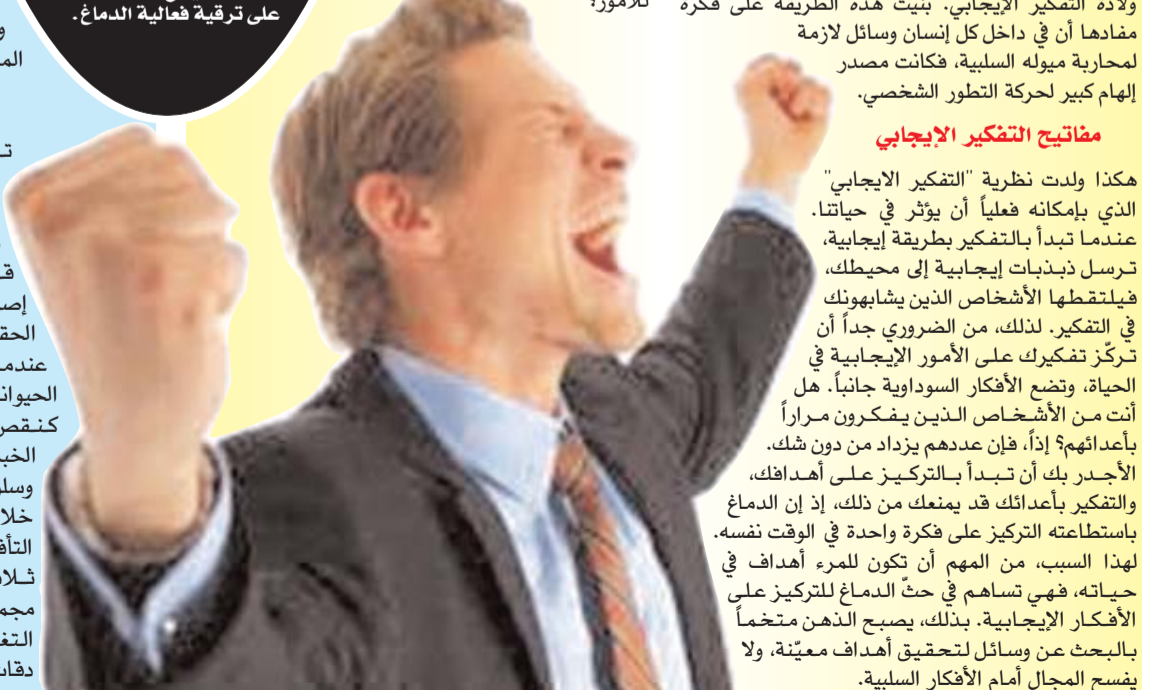 ولادة التفكير الإيجابي. بنيت هذه الطريقة على فكرة
مفادها أن في داخل كل إنسان وسائل لازمة
لمحاربة ميوله السلبية، فكانت مصدر
إلهام كبير لحركة التطور الشخصي.
مفاتيح التفكير الإيجابي
هكذا ولدت نظرية "التفكير الايجابي"
الذي بإمكانه فعلياً أن يؤثر في حياتنا.
عندما تبدأ بالتفكير بطريقة إيجابية،
ترسل ذبذبات إيجابية إلى محيطك،
فيلتقطها الأشخاص الذين يشابهونك
في التفكير. لذلك، من الضروري جداً أن
تركّز تفكيرك على الأمور الإيجابية في
الحياة، وتضع الأفكار السوداوية جانباً. هل
أنت من الأشخاص الذين يفكرون مراراً
بأعدائهم؟ إذاً، فإن عددهم يزداد من دون شك.
الأجدر بك أن تبدأ بالتركيز على أهدافك،
والتفكير بأعدائك قد يمنعك من ذلك، إذ إن الدماغ
باستطاعته التركيز على فكرة واحدة في الوقت نفسه.
لهذا السبب، من المهم أن تكون للمرء أهداف في
حياته، فهي تساهم في حثّ الدماغ للتركيز على
الأفكار الإيجابية. بذلك، يصبح الذهن متخماً
بالبحث عن وسائل لتحقيق أهداف معيّنة، ولا
يفسح المجال أمام الأفكار السلبية.
للأمور؟
على ترقية فعالية الدماغ.